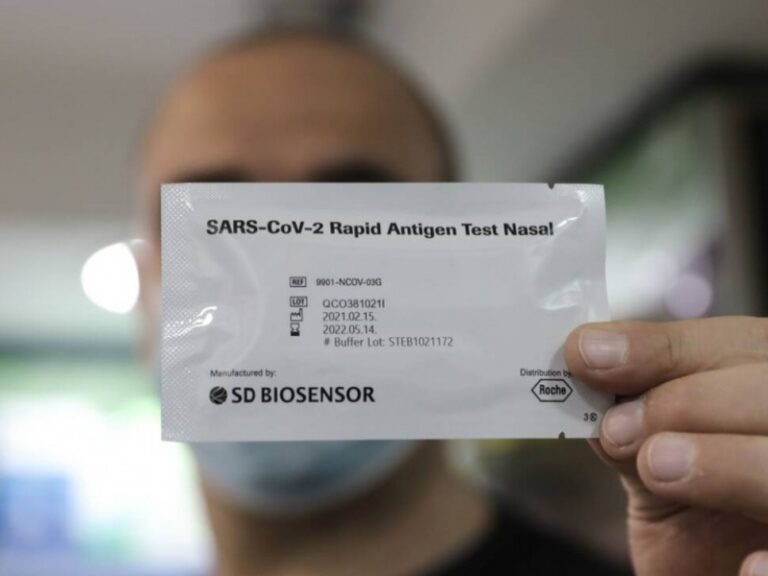 SARS-CoV-2 Rapid Antigen Test Nasal
REF 9901-NCOV-03G
LOT QCO381021I
2021.02.15.
2022.05.14.
# Buffer Lot: STEB1021172
Manufactured by:
SD BIOSENSOR
Distribution by
Roche
3